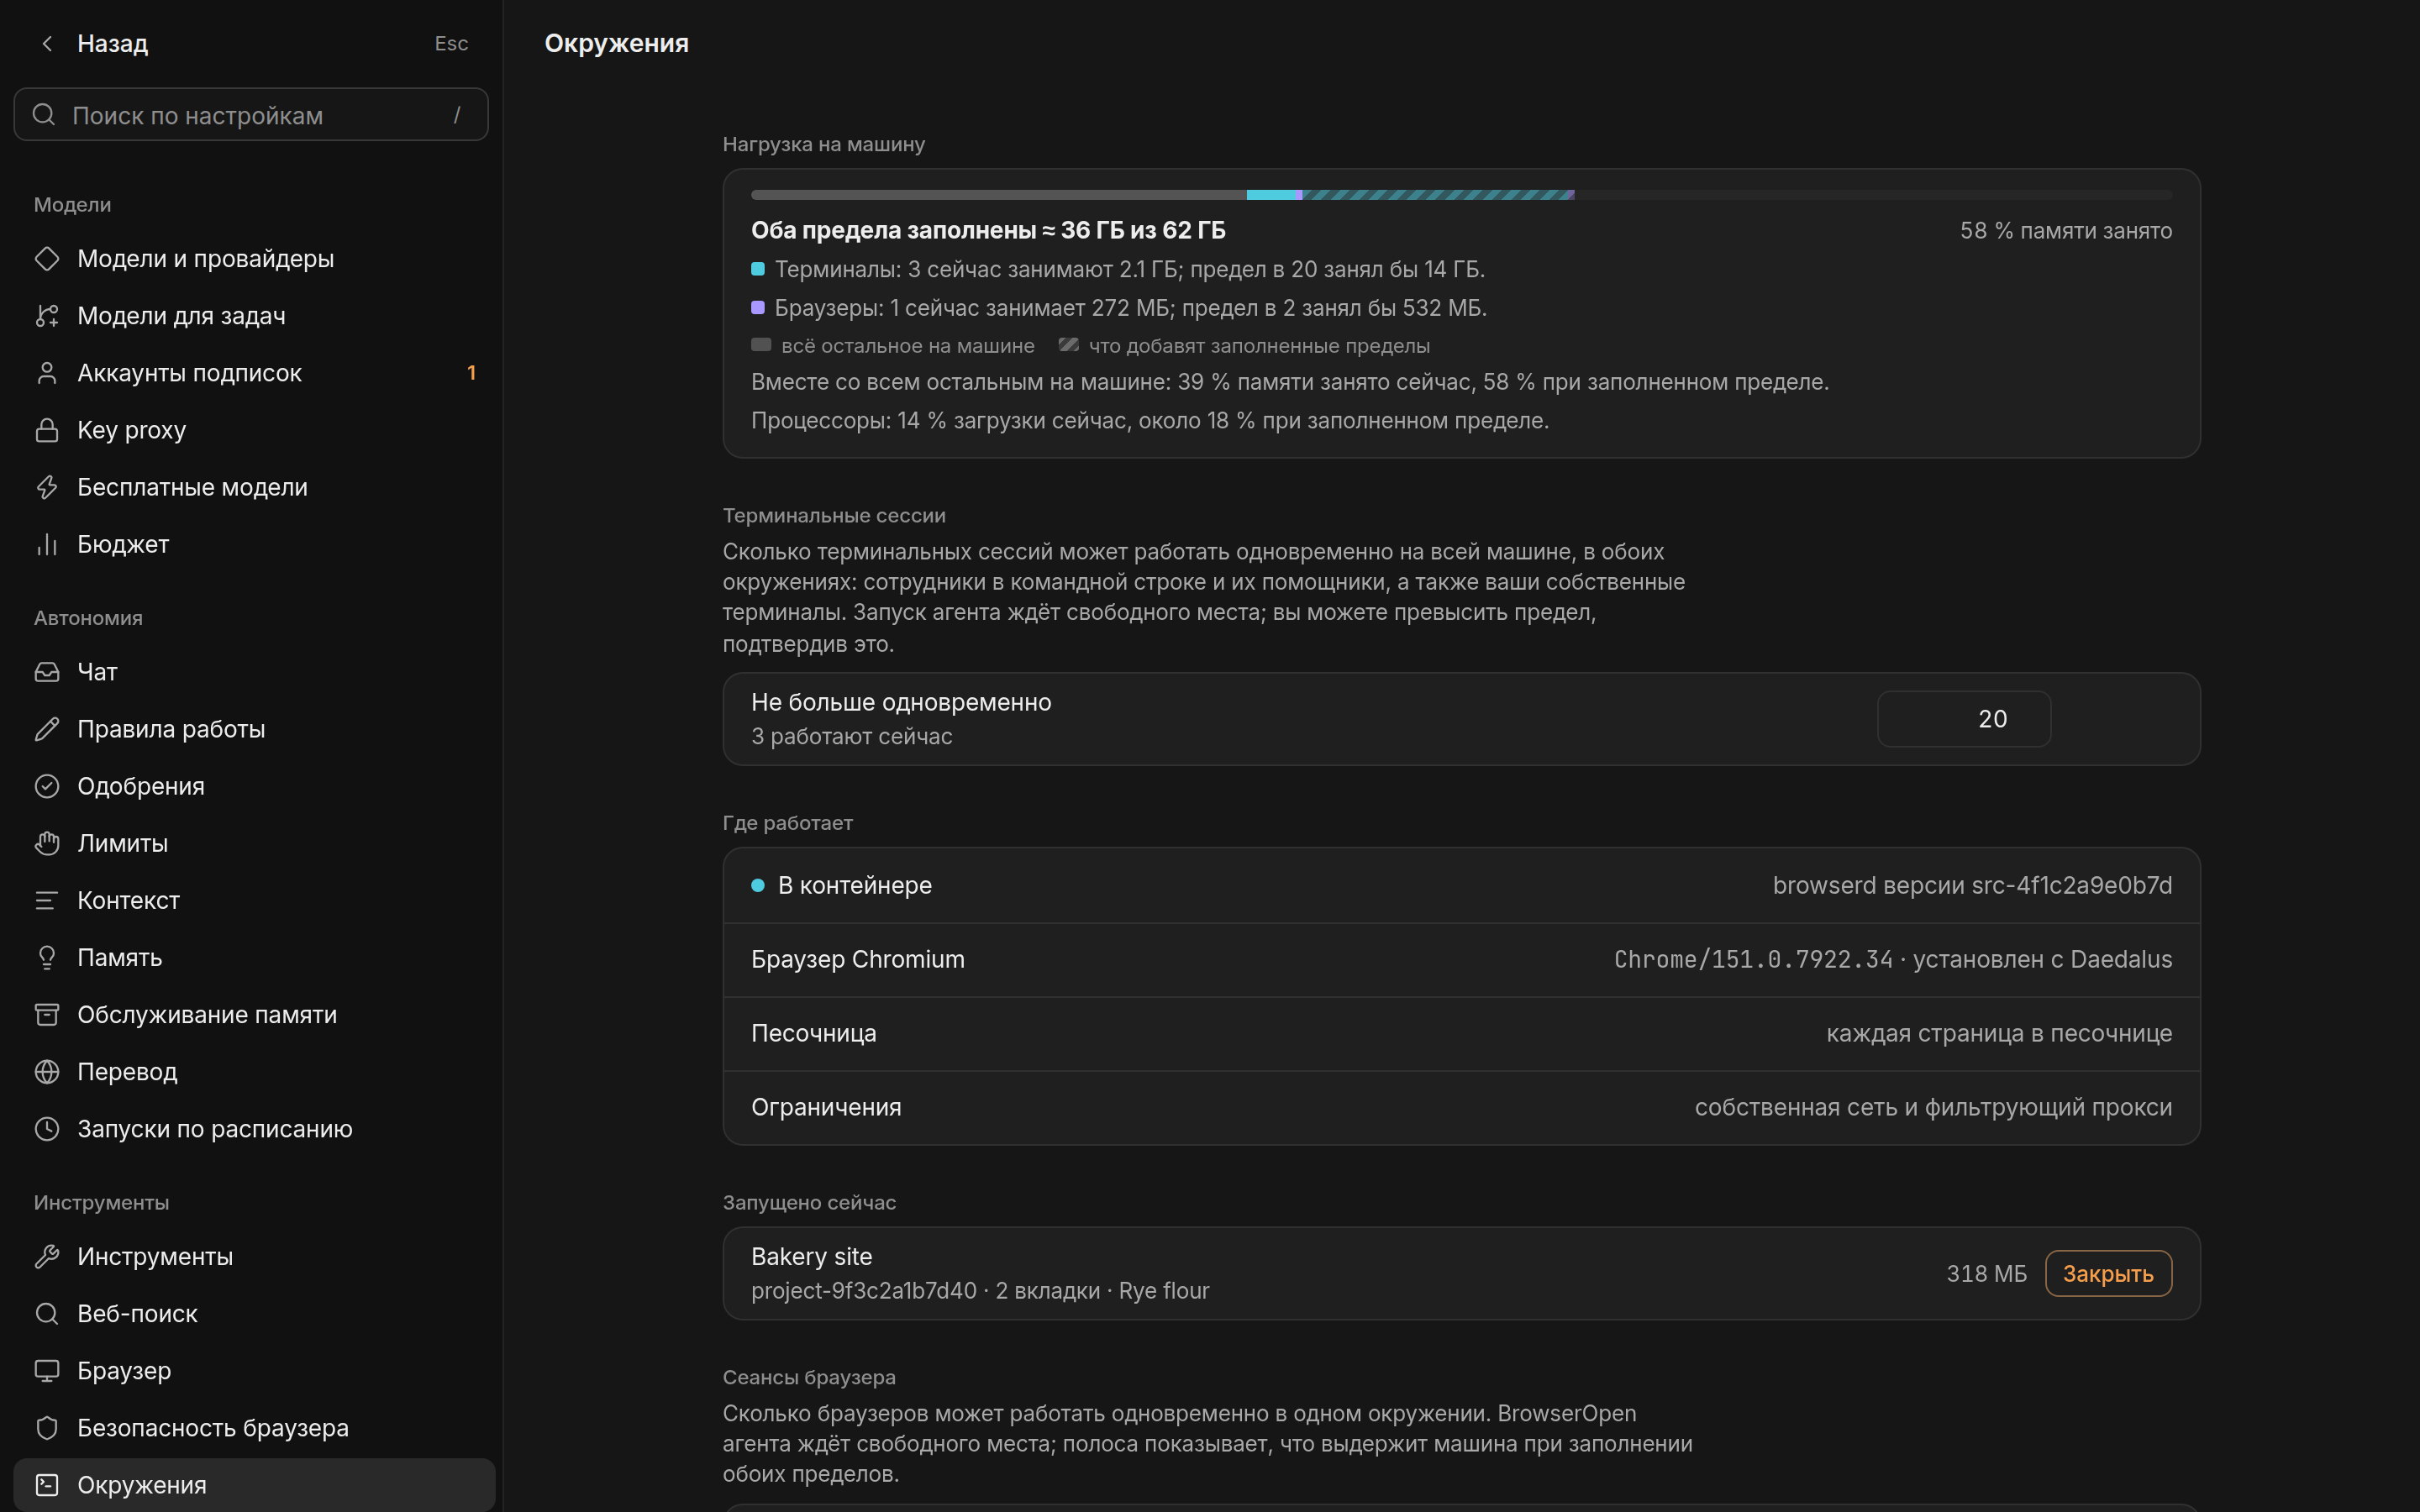 Назад
Esc
Поиск по настройкам
/
Модели
Модели и провайдеры
Модели для задач
Аккаунты подписок
1
Key proxy
Бесплатные модели
Бюджет
Автономия
Чат
Правила работы
Одобрения
Лимиты
Контекст
Память
Обслуживание памяти
Перевод
Запуски по расписанию
Инструменты
Инструменты
Веб-поиск
Браузер
Безопасность браузера
Окружения
Окружения
Нагрузка на машину
Оба предела заполнены ≈ 36 ГБ из 62 ГБ
58 % памяти занято
Терминалы: 3 сейчас занимают 2.1 ГБ; предел в 20 занял бы 14 ГБ.
Браузеры: 1 сейчас занимает 272 МБ; предел в 2 занял бы 532 МБ.
всё остальное на машине
что добавят заполненные пределы
Вместе со всем остальным на машине: 39 % памяти занято сейчас, 58 % при заполненном пределе.
Процессоры: 14 % загрузки сейчас, около 18 % при заполненном пределе.
Терминальные сессии
Сколько терминальных сессий может работать одновременно на всей машине, в обоих
окружениях: сотрудники в командной строке и их помощники, а также ваши собственные
терминалы. Запуск агента ждёт свободного места; вы можете превысить предел,
подтвердив это.
Не больше одновременно
3 работают сейчас
20
Где работает
В контейнере
browserd версии src-4f1c2a9e0b7d
Браузер Chromium
Chrome/151.0.7922.34 · установлен с Daedalus
Песочница
каждая страница в песочнице
Ограничения
собственная сеть и фильтрующий прокси
Запущено сейчас
Bakery site
project-9f3c2a1b7d40 · 2 вкладки · Rye flour
318 МБ
Закрыть
Сеансы браузера
Сколько браузеров может работать одновременно в одном окружении. BrowserOpen
агента ждёт свободного места; полоса показывает, что выдержит машина при заполнении
обоих пределов.